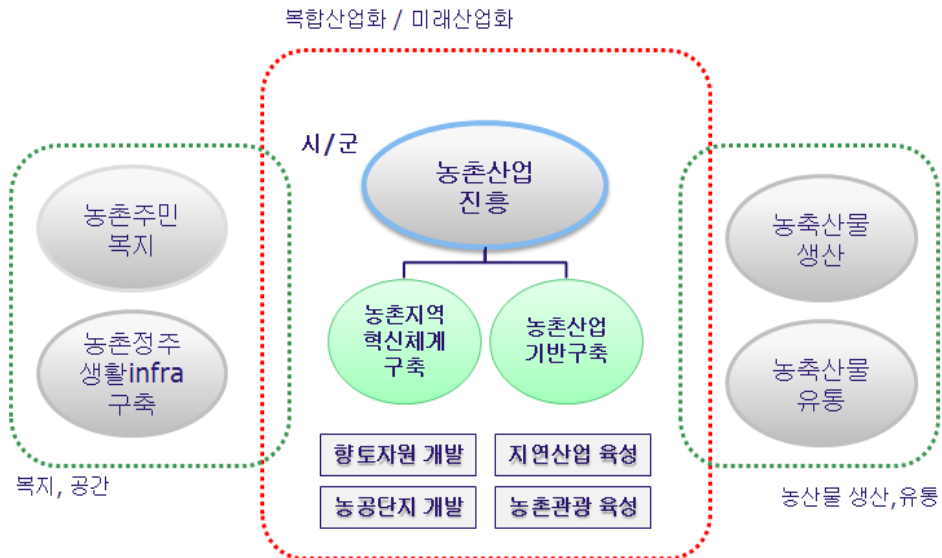 복합산업화 / 미래산업화
시/군
농촌산업
진흥
농촌주민
복지
농촌정주
생활infra
구축
복지, 공간
농촌지역
혁신체계
구축
농촌산업
기반구축
향토자원 개발
지연산업 육성
농공단지 개발
농촌관광 육성
농축산물
생산
농축산물
유통
농산물 생산,유통